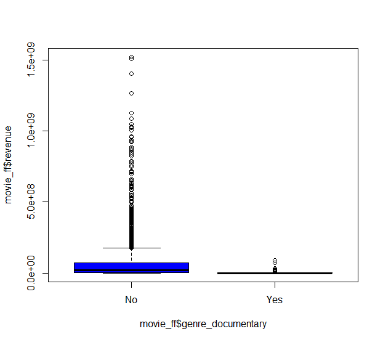 movie_ff$revenue
1.5e+09
1.0e+09
5.0e+08
0.0e+00
No Yes
movie_ff$genre_documentary